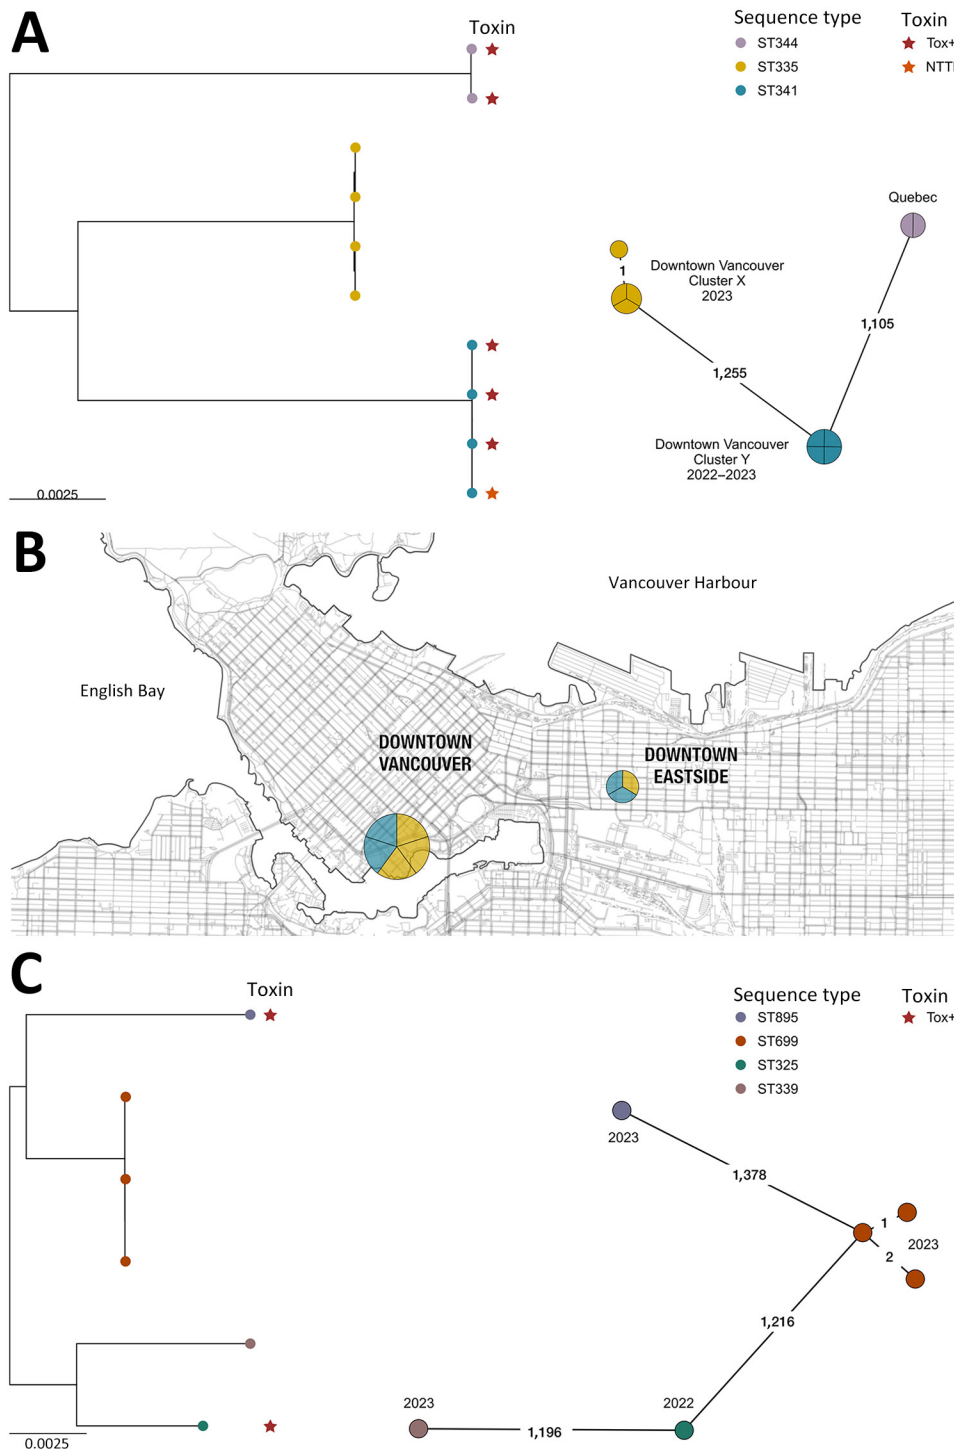 A
Toxin
Sequence type
ST344
ST335
ST341
Toxin
Tox+
Quebec
1
Downtown Vancouver
Cluster X
2023
1,105
1,255
Downtown Vancouver
Cluster Y
2022–2023
0.0025
B
Vancouver Harbour
English Bay
DOWNTOWN
VANCOUVER
DOWNTOWN
EASTSIDE
C
Toxin
Sequence type
ST895
ST699
ST325
ST339
Toxin
Tox+
2023
1,378
1
2023
2
1,216
2023
2022
1,196
0.0025